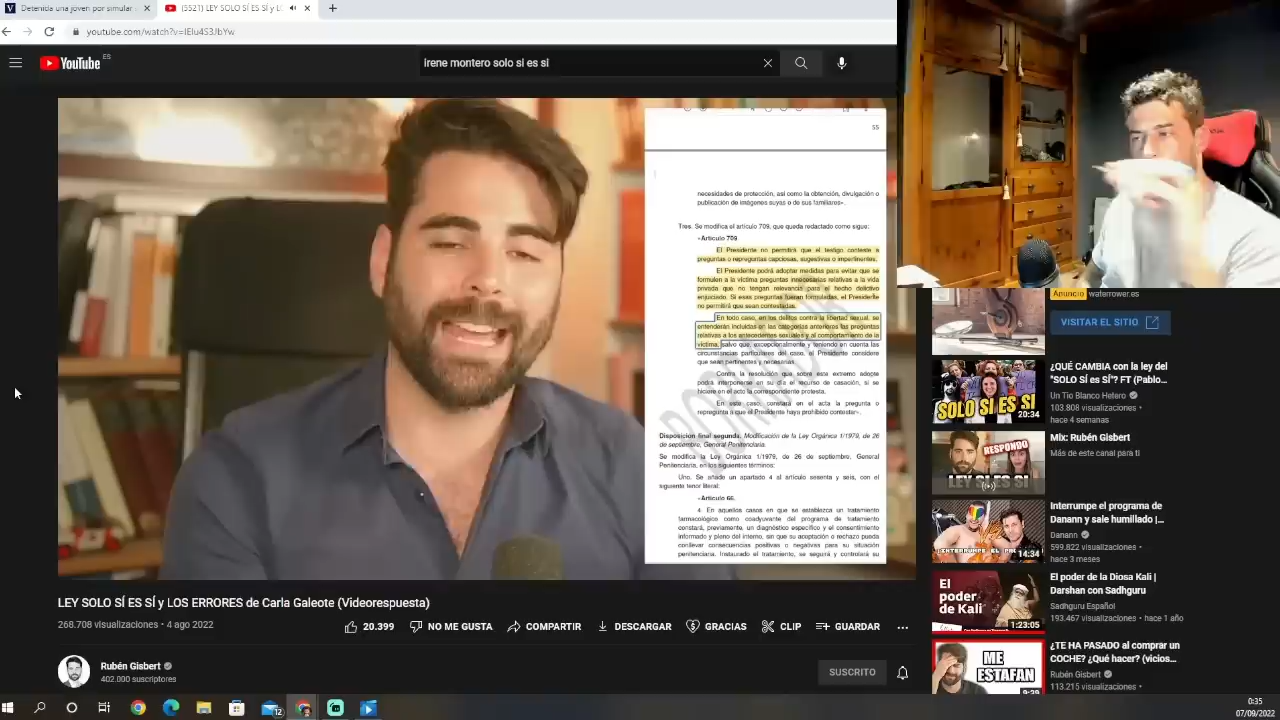 Detenida una joven por simular
(5521) LEY SOLO SÍ ES SÍ y LO
youtube.com/watch?v=IEIu4S3JbYw
YouTube ES
irene montero solo si es si
55
necesidades de protección, así como la obtención, divulgación o
publicación de imágenes suyas o de sus familiares».
Tres. Se modifica el artículo 709, que queda redactado como sigue:
«Artículo 709
El Presidente no permitirá que el testigo conteste a
preguntas o repreguntas capciosas, sugestivas o impertinentes.
El Presidente podrá adoptar medidas para evitar que se
formulen a la víctima preguntas innecesarias relativas a la vida
privada que no tengan relevancia para el hecho delictivo
enjuiciado. Si esas preguntas fueran formuladas, el Presidente
no permitirá que sean contestadas.
En todo caso, en los delitos contra la libertad sexual, se
entenderán incluidas en las categorías anteriores las preguntas
relativas a los antecedentes sexuales y al comportamiento de la
víctima, salvo que, excepcionalmente y teniendo en cuenta las
circunstancias particulares del caso, el Presidente considere
que sean pertinentes y necesarias.
Contra la resolución que sobre este extremo adopte
podrá interponerse en su día el recurso de casación, si se
hiciere en el acto la correspondiente protesta.
En este caso, constará en el acta la pregunta o
repregunta a que el Presidente haya prohibido contestar».
Disposición final segunda. Modificación de la Ley Orgánica 1/1979, de 26
de septiembre, General Penitenciaria.
Se modifica la Ley Orgánica 1/1979, de 26 de septiembre, General
Penitenciaria, en los siguientes términos:
Uno. Se añade un apartado 4 al artículo sesenta y seis, con el
siguiente tenor literal:
«Artículo 66.
4. En aquellos casos en que se establezca un tratamiento
farmacológico como coadyuvante del programa de tratamiento
constará, previamente, un diagnóstico específico y el consentimiento
informado y pleno del interno, sin que su aceptación o rechazo pueda
conllevar consecuencias positivas o negativas para su situación
penitenciaria. Instaurado el tratamiento, se seguirá y controlará su
LEY SOLO SÍ ES SÍ y LOS ERRORES de Carla Galeote (Videorespuesta)
268.708 visualizaciones • 4 ago 2022
20.399
NO ME GUSTA
COMPARTIR
DESCARGAR
GRACIAS
CLIP
GUARDAR
Rubén Gisbert
402.000 suscriptores
SUSCRITO
Anuncio waterrower.es
VISITAR EL SITIO
SOLO SI ES SI
20:34
¿QUÉ CAMBIA con la ley del
"SOLO SÍ es SÍ"? FT (Pablo...
Un Tio Blanco Hetero
103.808 visualizaciones •
hace 4 semanas
RESPONDO
LEY SI ES SI
Mix: Rubén Gisbert
Más de este canal para ti
14:34
Interrumpe el programa de
Danann y sale humillado |...
Danann
599.822 visualizaciones •
hace 3 meses
El
poder
de Kali
1:23:05
El poder de la Diosa Kali |
Darshan con Sadhguru
Sadhguru Español
193.467 visualizaciones • hace 1 año
ME
ESTAFAN
9:39
¿TE HA PASADO al comprar un
COCHE? ¿Qué hacer? (vicios...
Rubén Gisbert
113.215 visualizaciones •
12
0:35
07/09/2022